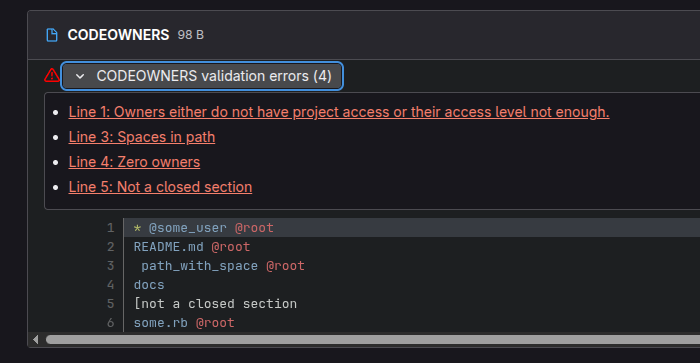 CODEOWNERS 98 B
CODEOWNERS validation errors (4)
Line 1: Owners either do not have project access or their access level not enough.
Line 3: Spaces in path
Line 4: Zero owners
Line 5: Not a closed section
1 * @some_user @root
2 README.md @root
3  path_with_space @root
4 docs
5 [not a closed section
6 some.rb @root